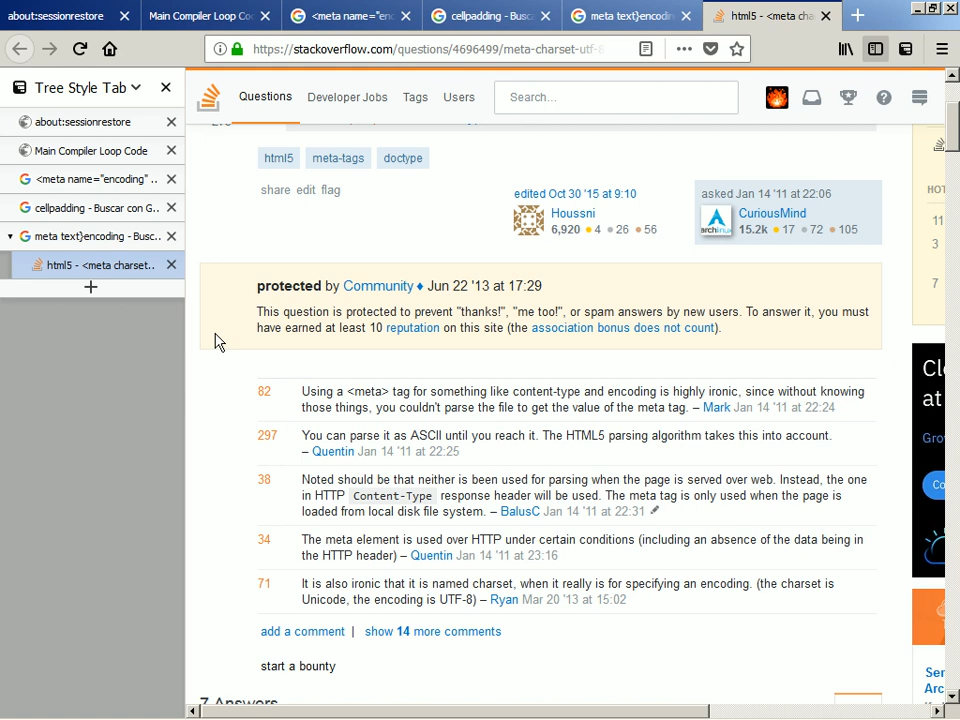 about:sessionrestore
Main Compiler Loop Coc
<meta name="en
cellpadding - Busc
meta text}encodin
html5 - <meta cha
https://stackoverflow.com/questions/4696499/meta-charset-utf-8
Tree Style Tab
about:sessionrestore
Main Compiler Loop Code
<meta name="encoding" ..
cellpadding - Buscar con G..
meta text}encoding - Busc..
html5 - <meta charset..
Questions
Developer Jobs
Tags
Users
Search...
html5
meta-tags
doctype
share edit flag
edited Oct 30 '15 at 9:10
Houssni
6,920 4 26 56
asked Jan 14 '11 at 22:06
CuriousMind
15.2k 17 72 105
protected by Community ♦ Jun 22 '13 at 17:29
This question is protected to prevent "thanks!", "me too!", or spam answers by new users. To answer it, you must
have earned at least 10 reputation on this site (the association bonus does not count).
82 Using a <meta> tag for something like content-type and encoding is highly ironic, since without knowing
those things, you couldn't parse the file to get the value of the meta tag. – Mark Jan 14 '11 at 22:24
297 You can parse it as ASCII until you reach it. The HTML5 parsing algorithm takes this into account.
– Quentin Jan 14 '11 at 22:25
38 Noted should be that neither is been used for parsing when the page is served over web. Instead, the one
in HTTP Content-Type response header will be used. The meta tag is only used when the page is
loaded from local disk file system. – BalusC Jan 14 '11 at 22:31
34 The meta element is used over HTTP under certain conditions (including an absence of the data being in
the HTTP header) – Quentin Jan 14 '11 at 23:16
71 It is also ironic that it is named charset, when it really is for specifying an encoding. (the charset is
Unicode, the encoding is UTF-8) – Ryan Mar 20 '13 at 15:02
add a comment | show 14 more comments
start a bounty
7 Answers
HOT
11
3
7
Clo
at
Gro
Co
Ser
Arc